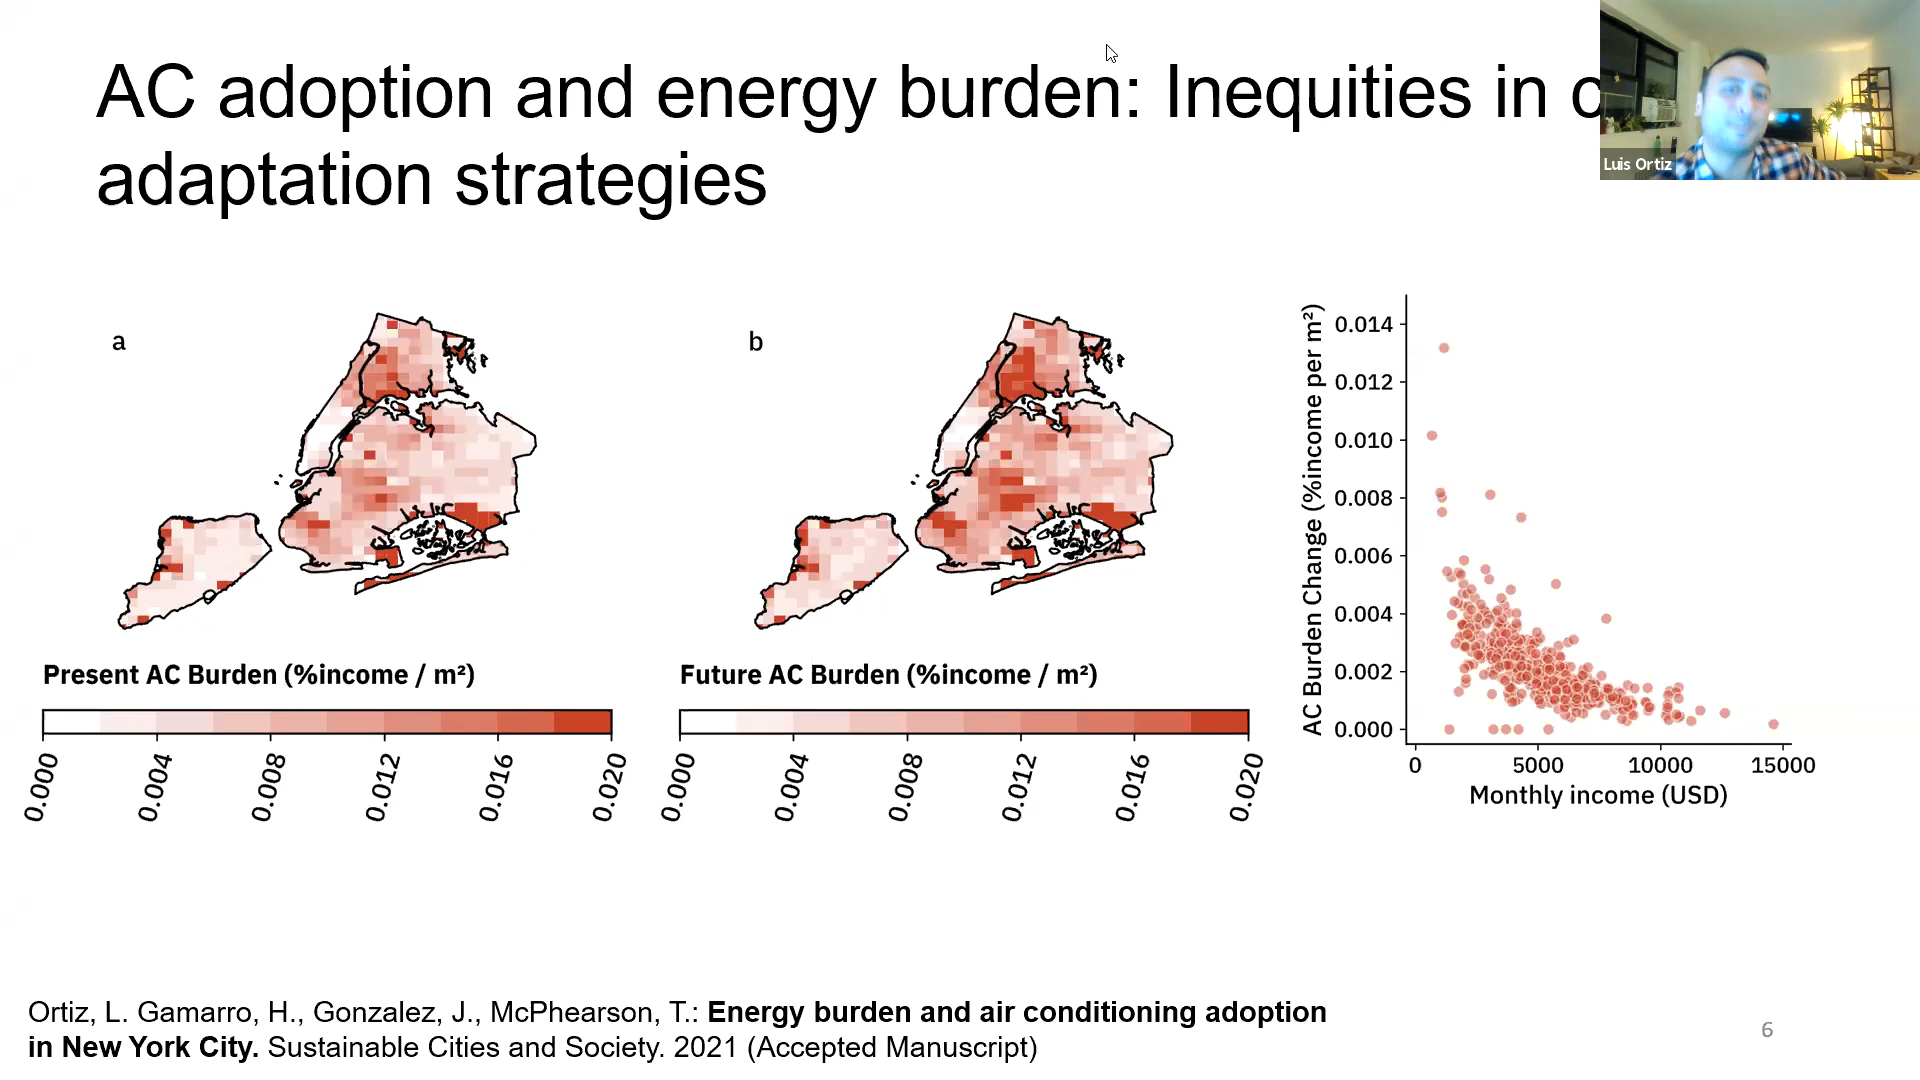 AC adoption and energy burden: Inequities in
adaptation strategies
Luis Ortiz
a
b
Present AC Burden (%income / m²)
0.000 0.004 0.008 0.012 0.016 0.020
Future AC Burden (%income / m²)
0.000 0.004 0.008 0.012 0.016 0.020
AC Burden Change (%income per m²)
0.014
0.012
0.010
0.008
0.006
0.004
0.002
0.000
0 5000 10000 15000
Monthly income (USD)
Ortiz, L. Gamarro, H., Gonzalez, J., McPhearson, T.: Energy burden and air conditioning adoption
in New York City. Sustainable Cities and Society. 2021 (Accepted Manuscript)
6